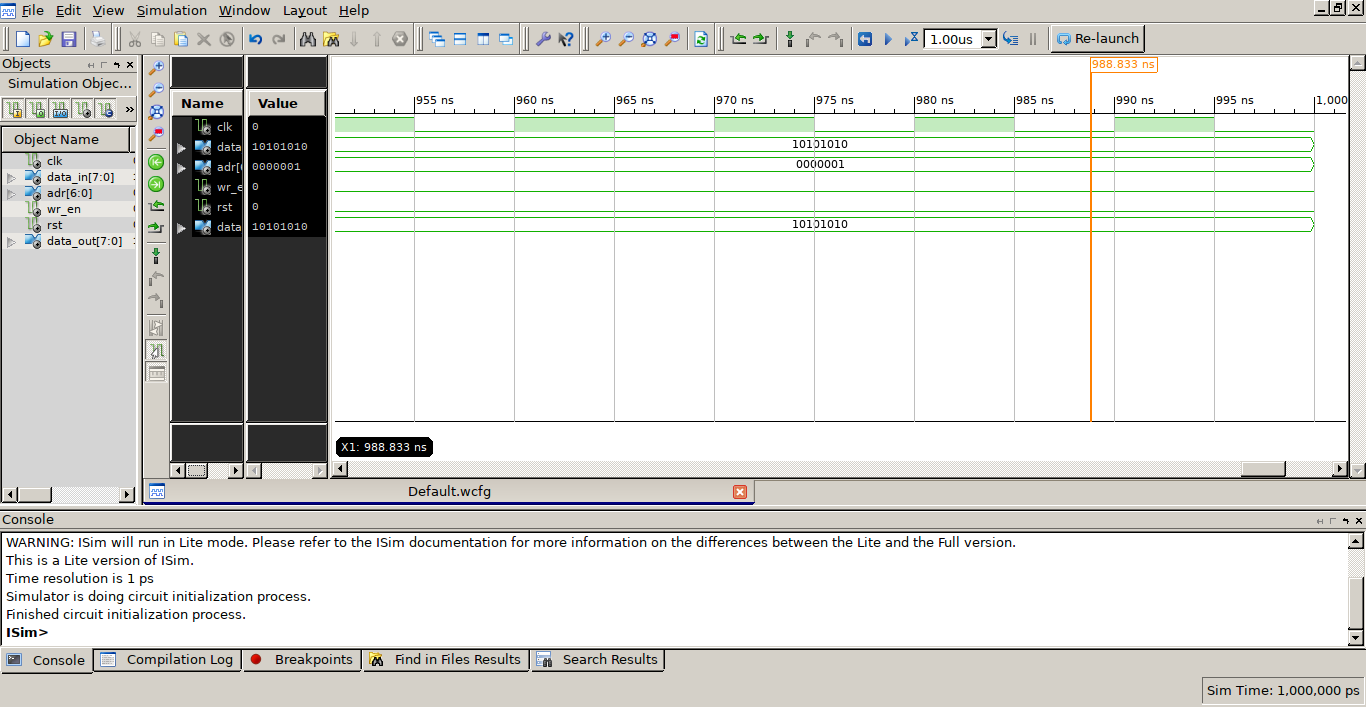 File Edit View Simulation Window Layout Help
1.00us Re-launch
Objects
Simulation Objec...
Object Name
clk
data_in[7:0]
adr[6:0]
wr_en
rst
data_out[7:0]
Name Value
clk 0
data 10101010
adr[ 0000001
wr_e 0
rst 0
data 10101010
988.833 ns
955 ns 960 ns 965 ns 970 ns 975 ns 980 ns 985 ns 990 ns 995 ns 1,000
10101010
0000001
10101010
X1: 988.833 ns
Default.wcfg
Console
WARNING: ISim will run in Lite mode. Please refer to the ISim documentation for more information on the differences between the Lite and the Full version.
This is a Lite version of ISim.
Time resolution is 1 ps
Simulator is doing circuit initialization process.
Finished circuit initialization process.
ISim>
Console Compilation Log Breakpoints Find in Files Results Search Results
Sim Time: 1,000,000 ps